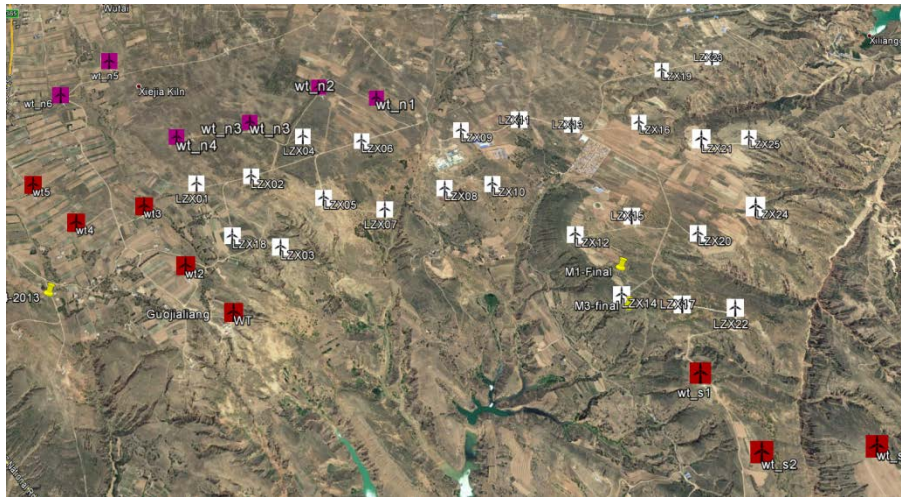 Wutai
wt_n5
Xiejia Kiln
wt_n6
wt_n2
wt_n1
wt_n3
wt_n3
wt_n4
LZX04
LZX06
LZX09
LZX11
LZX13
LZX16
LZX19
LZX23
Xiliang
LZX21
LZX25
LZX01
LZX02
LZX05
LZX07
LZX08
LZX10
LZX15
LZX12
LZX20
LZX24
wt5
wt4
wt3
LZX18
LZX03
wt2
M1-Final
-2013
Guojialiang
WT
M3-final
LZX14
LZX17
LZX22
wt_s1
wt_s2
wt_s